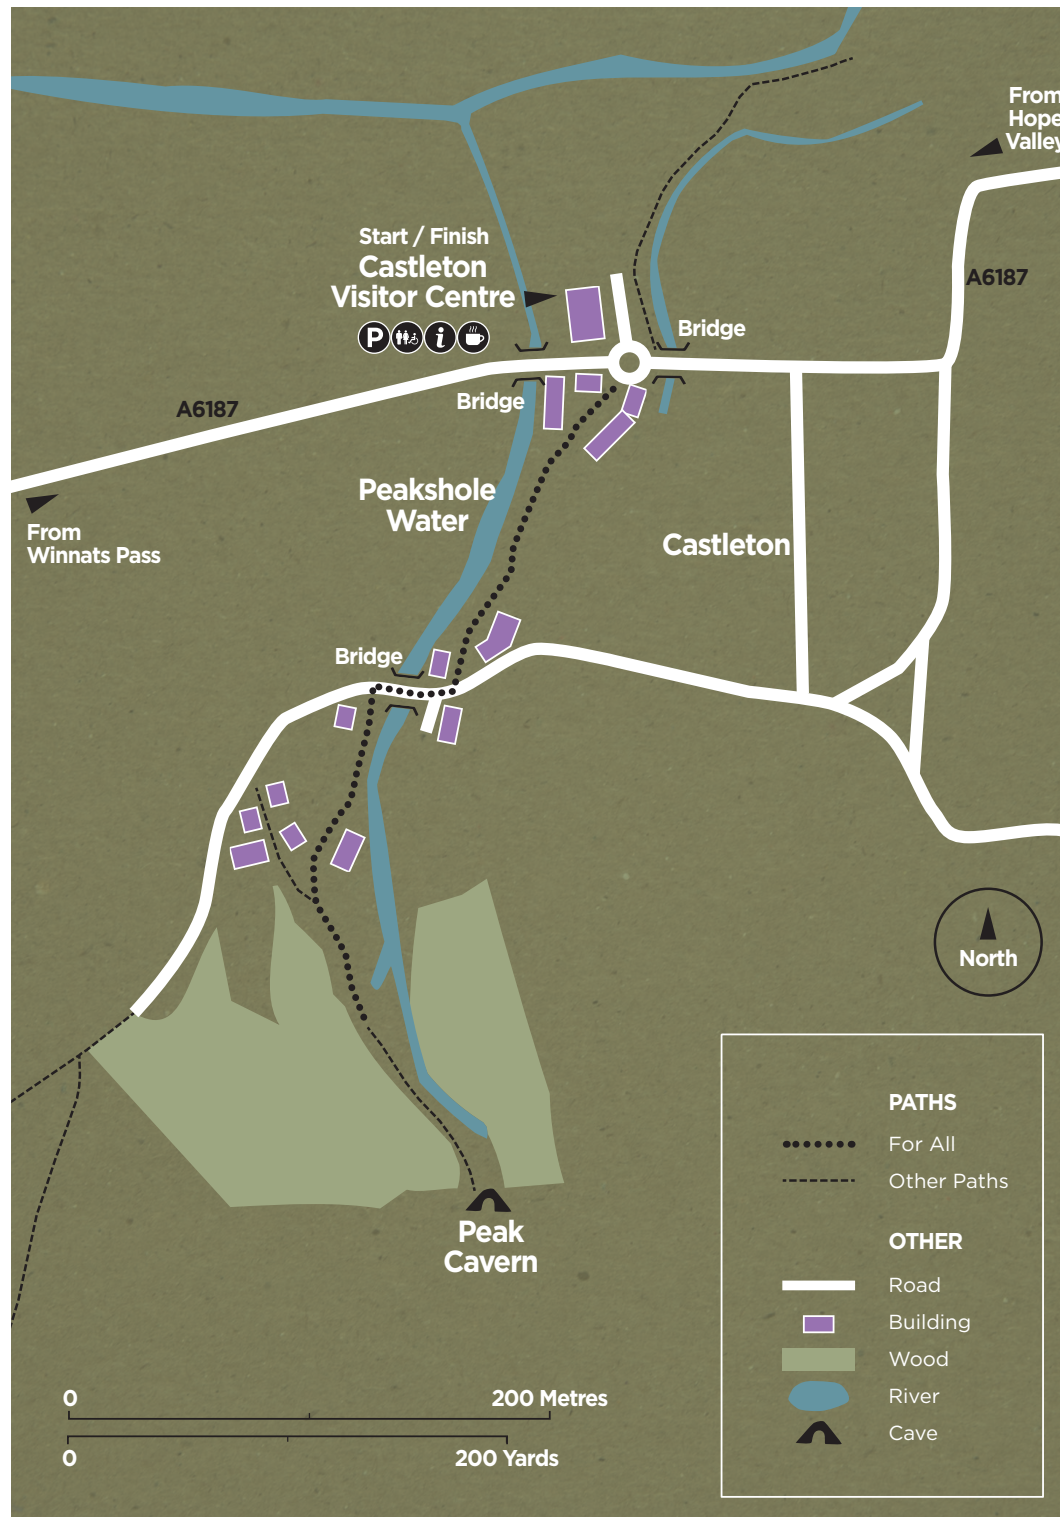 From
Hope
Valley
Start / Finish
Castleton
Visitor Centre
P
i
A6187
Bridge
A6187
Bridge
Peakshole
Water
From
Winnats Pass
Castleton
Bridge
North
Peak
Cavern
PATHS
For All
Other Paths
OTHER
Road
Building
Wood
River
Cave
0
200 Metres
0
200 Yards